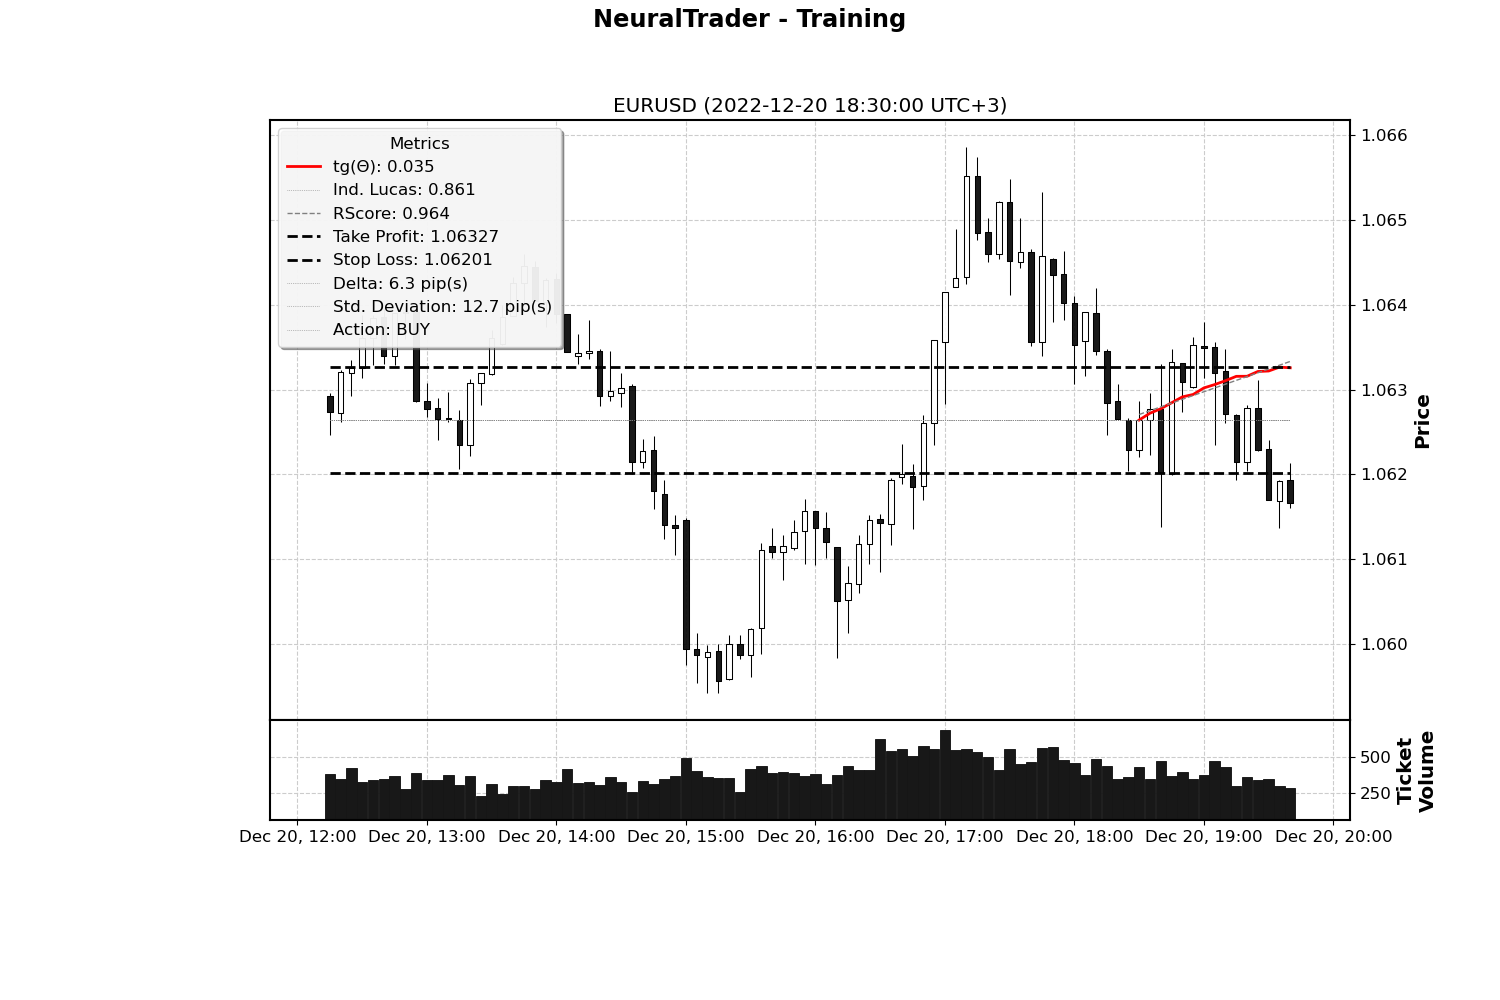 NeuralTrader - Training
EURUSD (2022-12-20 18:30:00 UTC+3)
Metrics
tg(Θ): 0.035
Ind. Lucas: 0.861
RScore: 0.964
Take Profit: 1.06327
Stop Loss: 1.06201
Delta: 6.3 pip(s)
Std. Deviation: 12.7 pip(s)
Action: BUY
1.066
1.065
1.064
1.063
1.062
1.061
1.060
Price
500
250
Ticket
Volume
Dec 20, 12:00 Dec 20, 13:00 Dec 20, 14:00 Dec 20, 15:00 Dec 20, 16:00 Dec 20, 17:00 Dec 20, 18:00 Dec 20, 19:00 Dec 20, 20:00